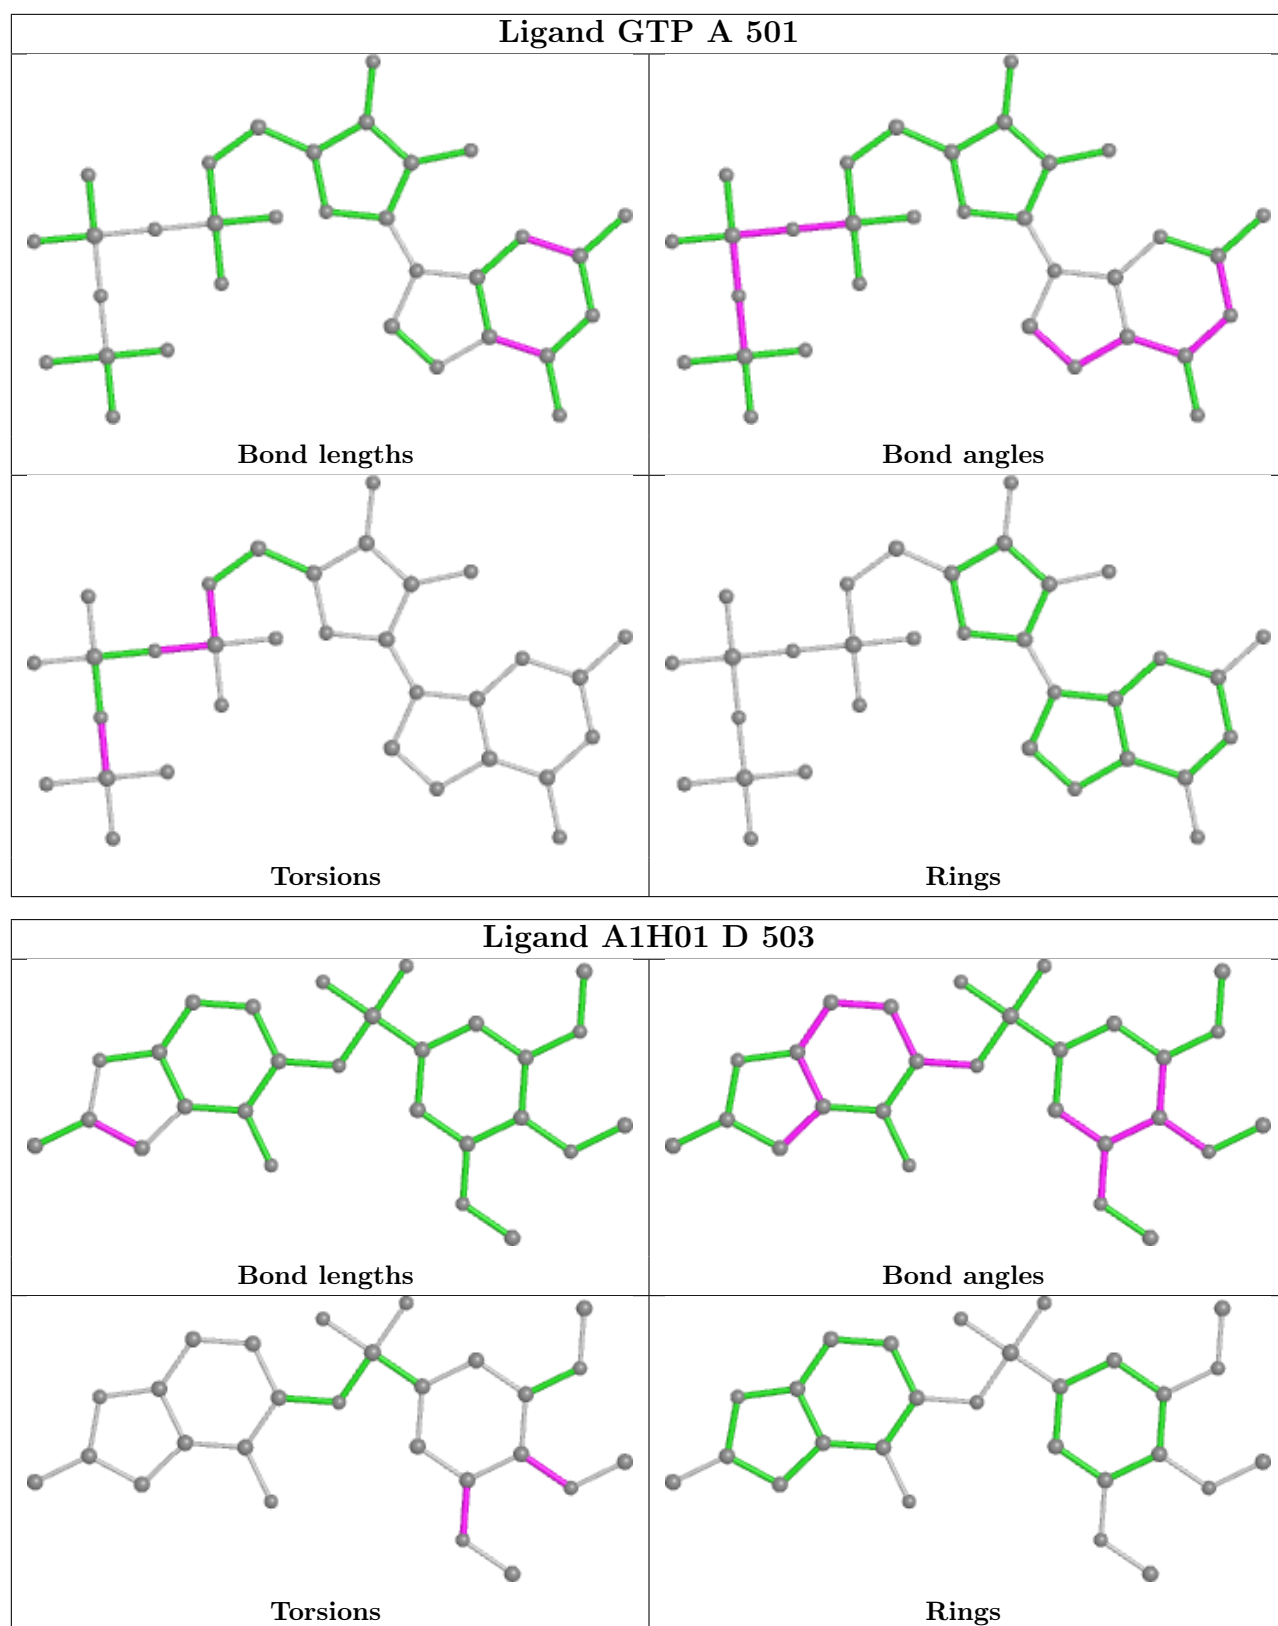 Ligand GTP A 501
Bond lengths
Bond angles
Torsions
Rings
Ligand A1H01 D 503
Bond lengths
Bond angles
Torsions
Rings